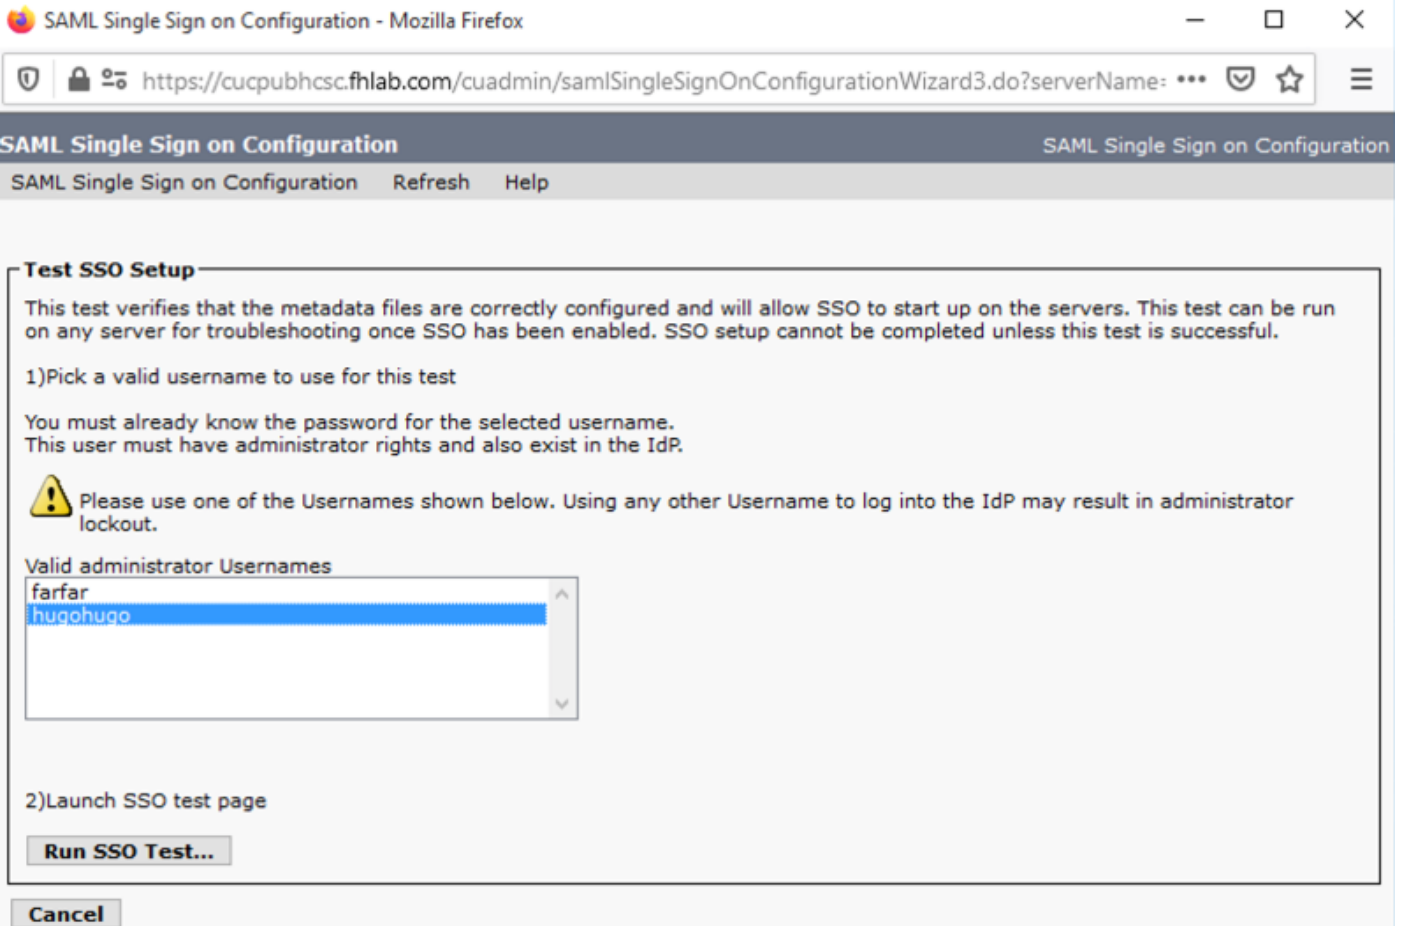 SAML Single Sign on Configuration - Mozilla Firefox
https://cucpubhcsc.fhlab.com/cuadmin/samlSingleSignOnConfigurationWizard3.do?serverName=
SAML Single Sign on Configuration SAML Single Sign on Configuration
SAML Single Sign on Configuration Refresh Help
Test SSO Setup
This test verifies that the metadata files are correctly configured and will allow SSO to start up on the servers. This test can be run
on any server for troubleshooting once SSO has been enabled. SSO setup cannot be completed unless this test is successful.
1)Pick a valid username to use for this test
You must already know the password for the selected username.
This user must have administrator rights and also exist in the IdP.
Please use one of the Usernames shown below. Using any other Username to log into the IdP may result in administrator
lockout.
Valid administrator Usernames
farfar
hugohugo
2)Launch SSO test page
Run SSO Test...
Cancel